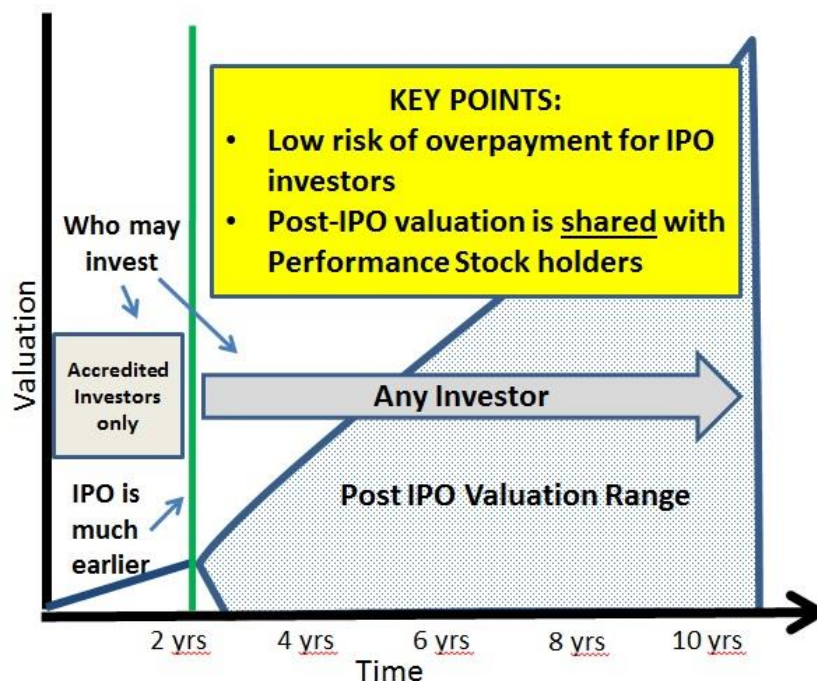 KEY POINTS:
• Low risk of overpayment for IPO
investors
• Post-IPO valuation is shared with
Performance Stock holders
Who may
invest
Valuation
Accredited
Investors
only
Any Investor
IPO is
much
earlier
Post IPO Valuation Range
2 yrs 4 yrs 6 yrs 8 yrs 10 yrs
Time